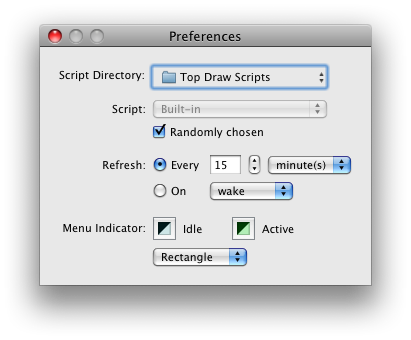 Preferences
Script Directory: Top Draw Scripts
Script: Built-in
Randomly chosen
Refresh: Every 15 minute(s)
On wake
Menu Indicator: Idle Active
Rectangle